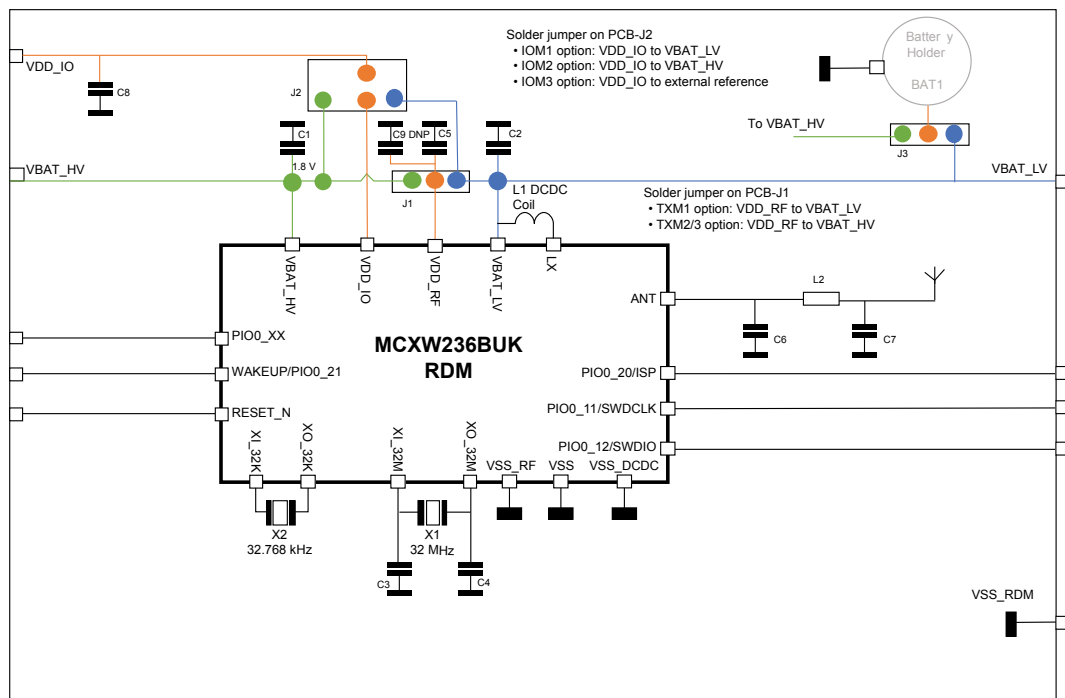 Solder jumper on PCB-J2
• IOM1 option: VDD_IO to VBAT_LV
• IOM2 option: VDD_IO to VBAT_HV
• IOM3 option: VDD_IO to external reference
Batter y
Holder
BAT1
VDD_IO
C8
J2
C1
C9 DNP
C5
C2
To VBAT_HV
J3
1.8 V
VBAT_HV
VBAT_LV
J1
L1 DCDC
Coil
Solder jumper on PCB-J1
• TXM1 option: VDD_RF to VBAT_LV
• TXM2/3 option: VDD_RF to VBAT_HV
VBAT_HV
VDD_IO
VDD_RF
VBAT_LV
LX
ANT
L2
C6
C7
MCXW236BUK
RDM
PIO0_XX
WAKEUP/PIO0_21
RESET_N
PIO0_20/ISP
PIO0_11/SWDCLK
PIO0_12/SWDIO
XI_32K
XO_32K
XI_32M
XO_32M
VSS_RF
VSS
VSS_DCDC
X2
32.768 kHz
X1
32 MHz
C3
C4
VSS_RDM